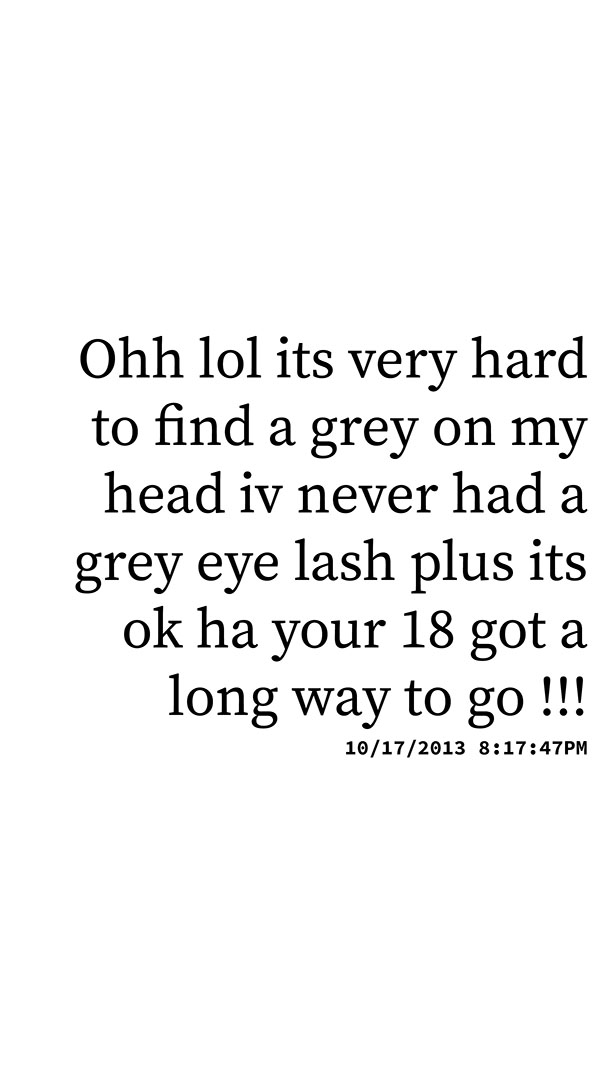 Ohh lol its very hard
to find a grey on my
head iv never had a
grey eye lash plus its
ok ha your 18 got a
long way to go !!!
10/17/2013 8:17:47PM